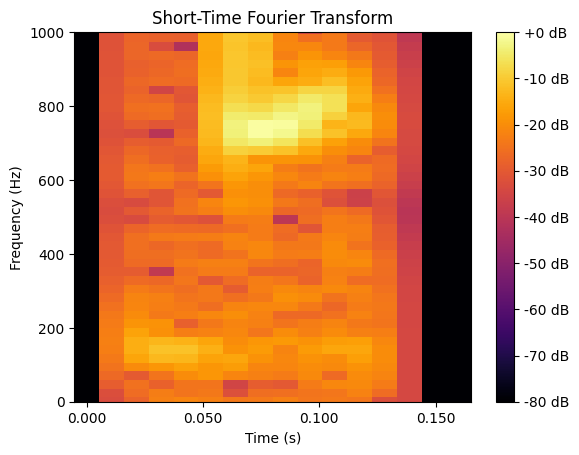 Short-Time Fourier Transform
1000
800
600
400
200
0
Frequency (Hz)
0.000
0.050
0.100
0.150
Time (s)
+0 dB
-10 dB
-20 dB
-30 dB
-40 dB
-50 dB
-60 dB
-70 dB
-80 dB